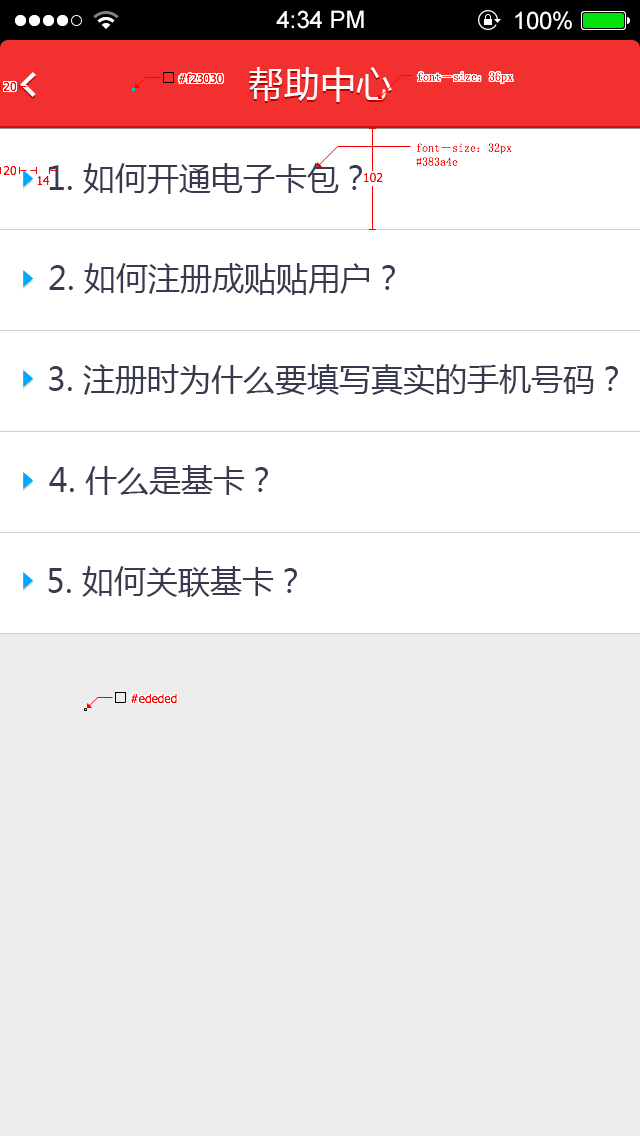 4:34 PM 100%
20 #f23030 帮助中心 font-size: 36px
font-size: 32px
#383a4c
20 14 1. 如何开通电子卡包？ 102
2. 如何注册成贴贴用户？
3. 注册时为什么要填写真实的手机号码？
4. 什么是基卡？
5. 如何关联基卡？
#ededed